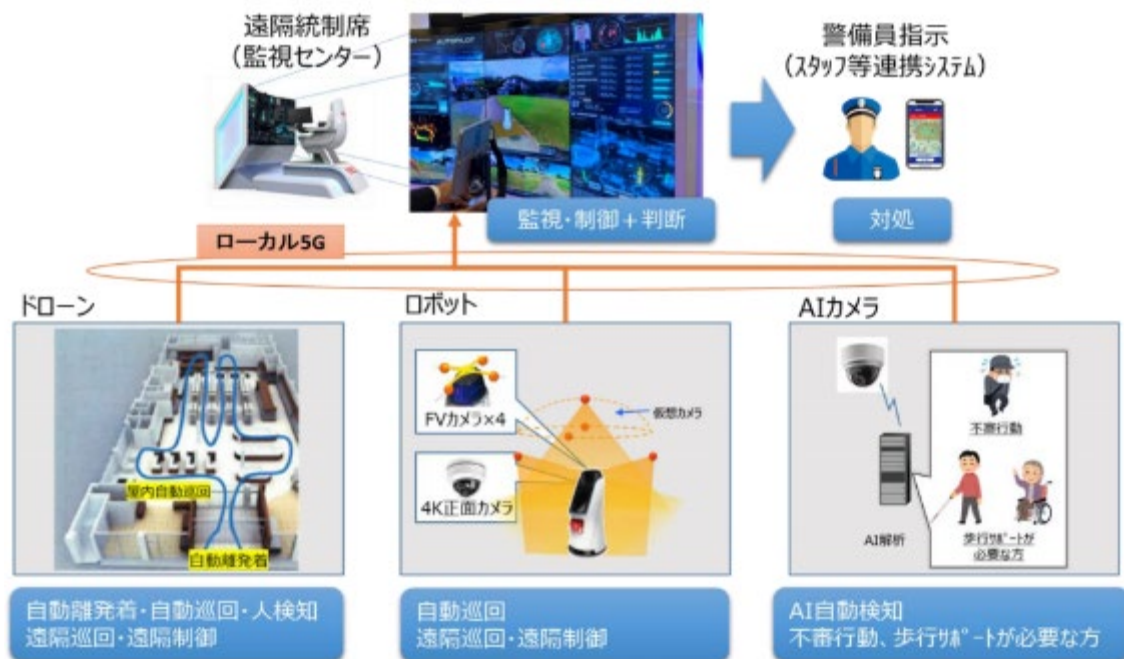 遠隔統制席
(監視センター)
警備員指示
(スタッフ等連携システム)
監視・制御+判断
対処
ローカル5G
ドローン
屋内自動巡回
自動離発着
自動離発着・自動巡回・人検知
遠隔巡回・遠隔制御
ロボット
FVカメラ×4
仮想カメラ
4K正面カメラ
自動巡回
遠隔巡回・遠隔制御
AIカメラ
不審行動
AI解析
歩行ｻﾎﾟｰﾄが
必要な方
AI自動検知
不審行動、歩行ｻﾎﾟｰﾄが必要な方